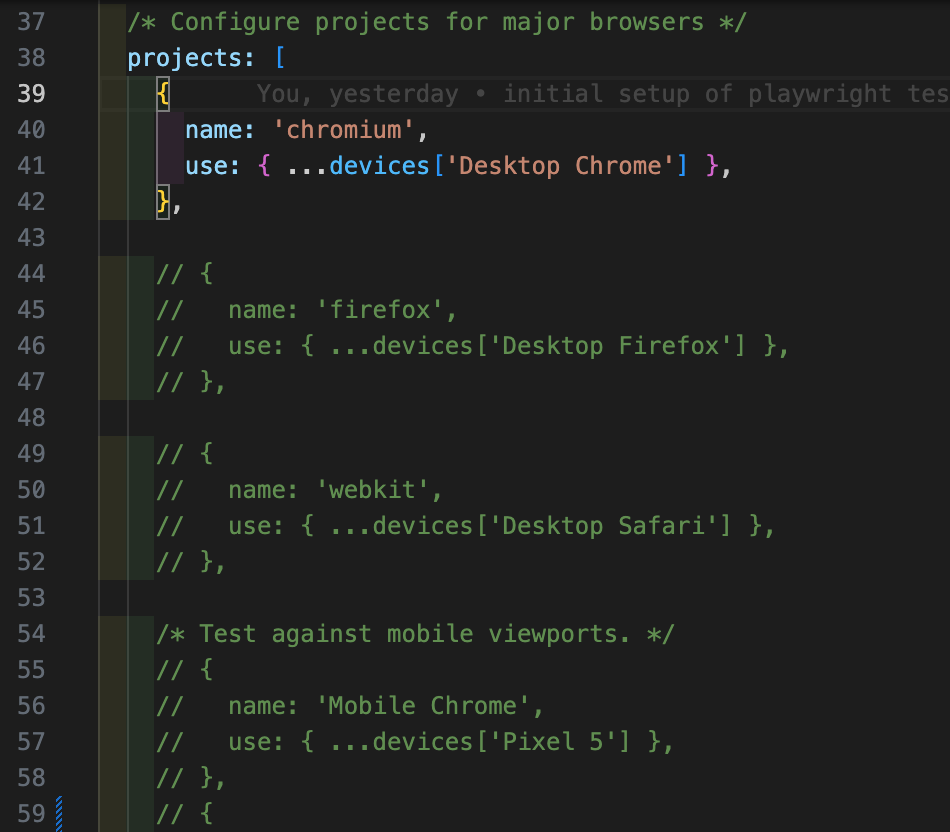 37 /* Configure projects for major browsers */
38 projects: [
39 { You, yesterday • initial setup of playwright tes
40 name: 'chromium',
41 use: { ...devices['Desktop Chrome'] },
42 },
43
44 // {
45 //   name: 'firefox',
46 //   use: { ...devices['Desktop Firefox'] },
47 // },
48
49 // {
50 //   name: 'webkit',
51 //   use: { ...devices['Desktop Safari'] },
52 // },
53
54 /* Test against mobile viewports. */
55 // {
56 //   name: 'Mobile Chrome',
57 //   use: { ...devices['Pixel 5'] },
58 // },
59 // {